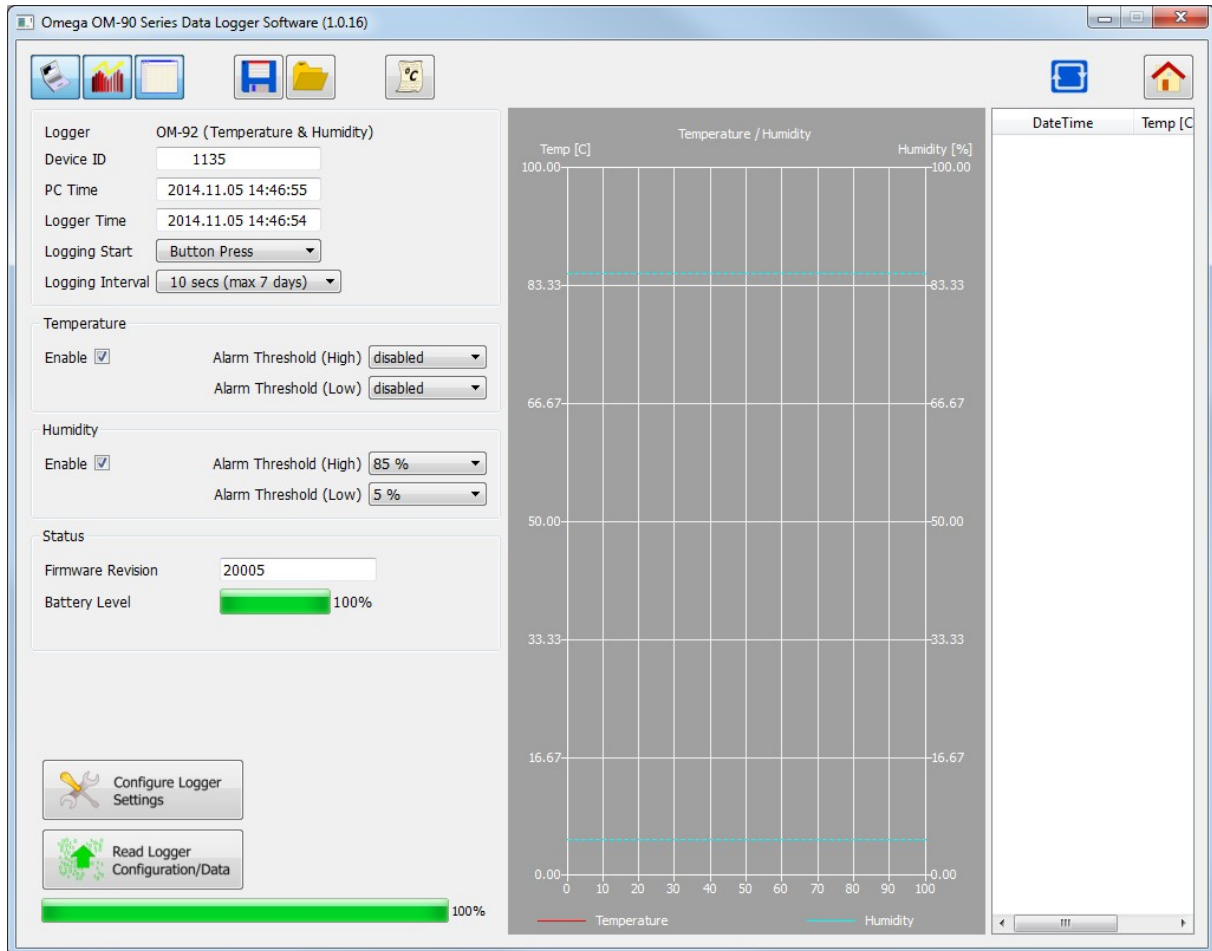 Omega OM-90 Series Data Logger Software (1.0.16)
°C
Logger OM-92 (Temperature & Humidity)
Device ID 1135
PC Time 2014.11.05 14:46:55
Logger Time 2014.11.05 14:46:54
Logging Start Button Press
Logging Interval 10 secs (max 7 days)
Temperature
Enable Alarm Threshold (High) disabled
Alarm Threshold (Low) disabled
Humidity
Enable Alarm Threshold (High) 85 %
Alarm Threshold (Low) 5 %
Status
Firmware Revision 20005
Battery Level 100%
Configure Logger
Settings
Read Logger
Configuration/Data
100%
Temperature / Humidity
Temp [C] Humidity [%]
100.00 100.00
83.33 83.33
66.67 66.67
50.00 50.00
33.33 33.33
16.67 16.67
0.00 0.00
0 10 20 30 40 50 60 70 80 90 100
Temperature Humidity
DateTime Temp [C